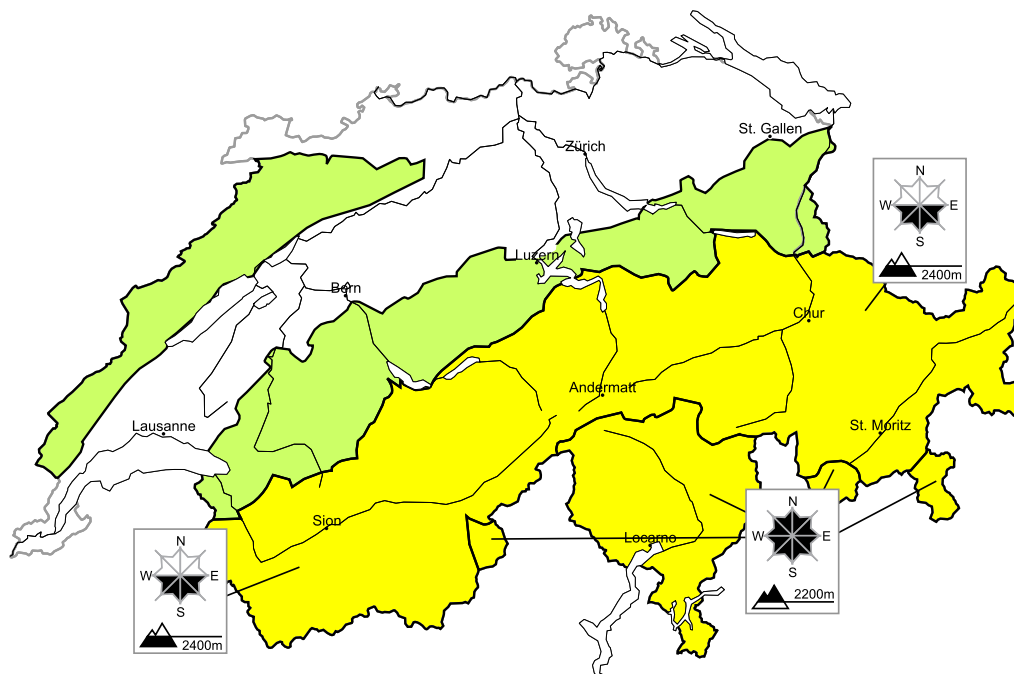 St. Gallen
Zürich
N
W E
S
2400m
Luzern
Bern
Chur
Andermatt
Lausanne
St. Moritz
N
W E
S
2200m
Sion
Locarno
N
W E
S
2400m